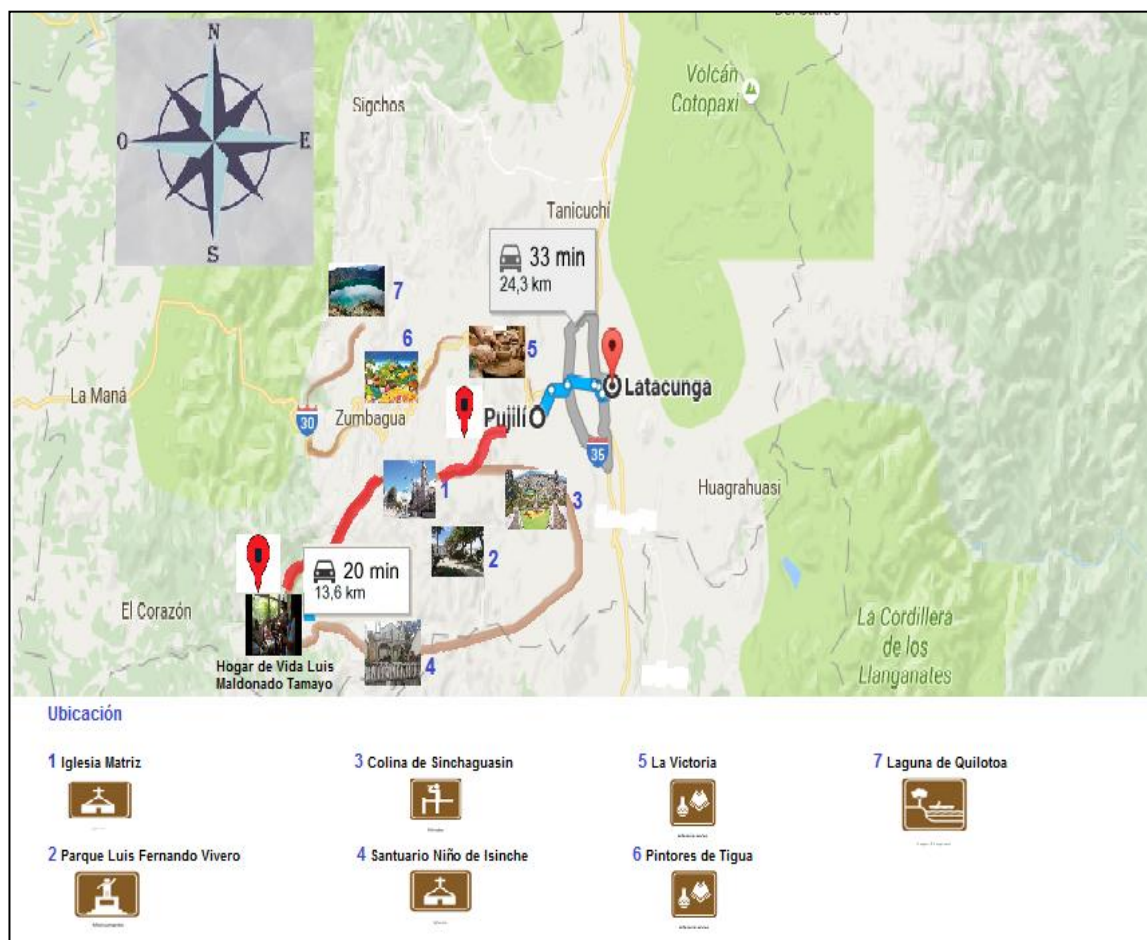 N
O
E
S
Sigchos
Volcán
Cotopaxi
Tanicuchí
33 min
24,3 km
7
6
5
La Maná
30
Zumbagua
Pujilí
Latacunga
35
1
3
Huagrahuasi
2
20 min
13,6 km
El Corazón
4
La Cordillera
de los
Llanganates
Hogar de Vida Luis
Maldonado Tamayo
Ubicación
1 Iglesia Matriz
3 Colina de Sinchaguasin
5 La Victoria
7 Laguna de Quilotoa
2 Parque Luis Fernando Vivero
4 Santuario Niño de Isinche
6 Pintores de Tigua